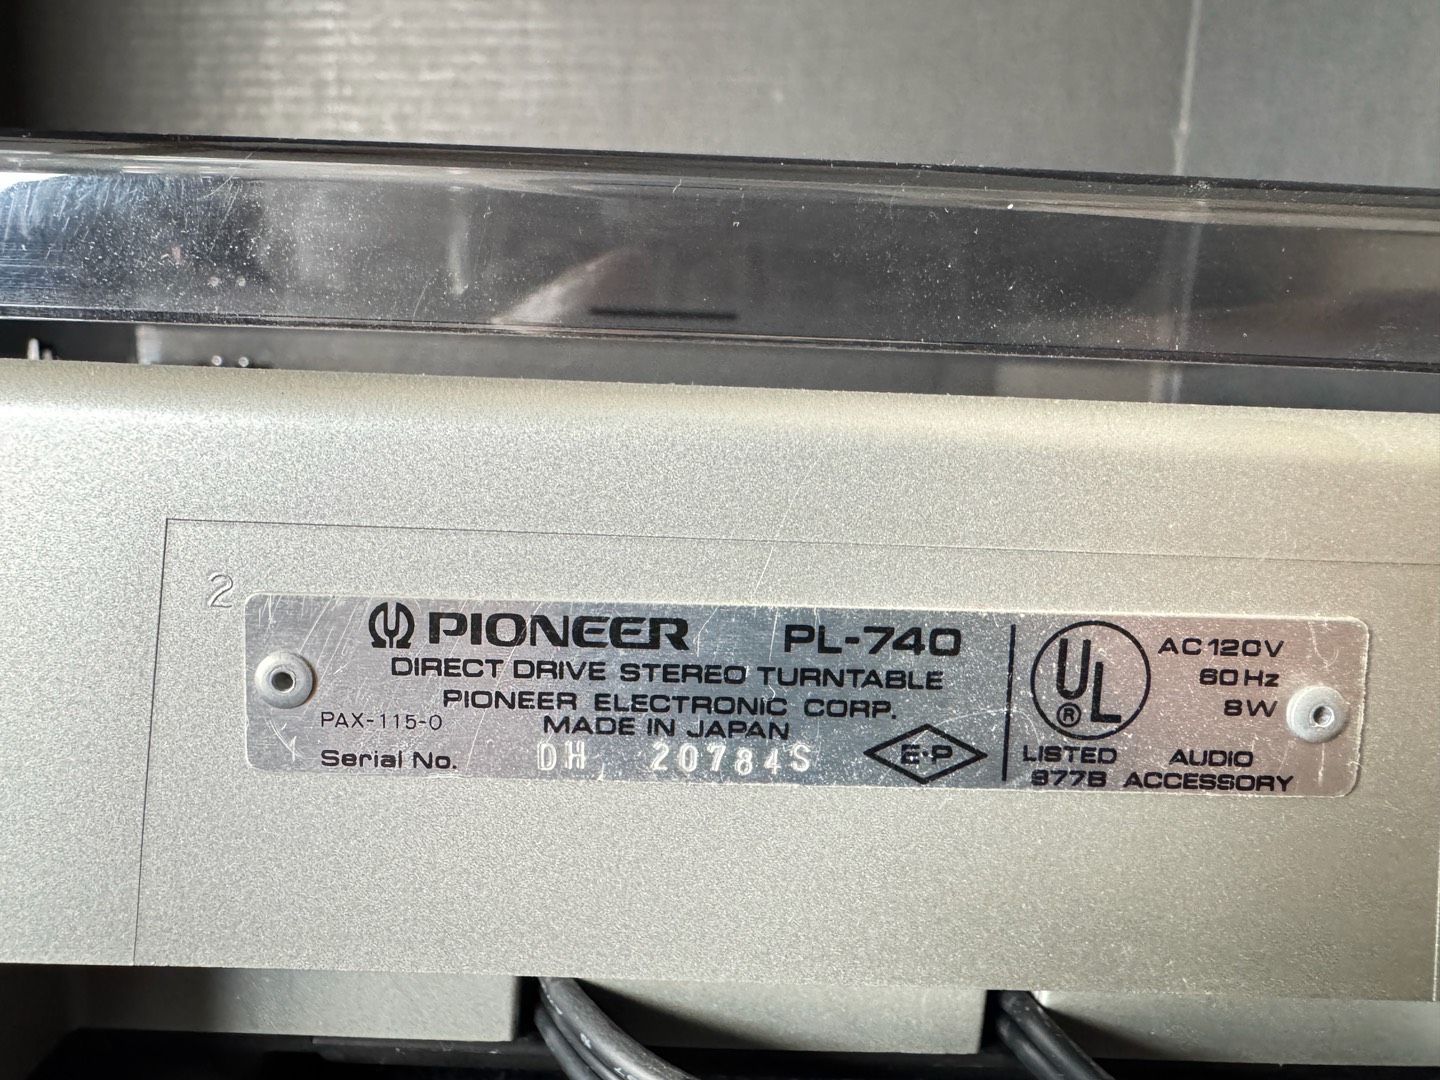 2
PIONEER PL-740
DIRECT DRIVE STEREO TURNTABLE
PIONEER ELECTRONIC CORP.
PAX-115-0
MADE IN JAPAN
Serial No. DH 20784S
E·P
UL
®
LISTED
977B
AC 120V
60 Hz
8W
AUDIO
ACCESSORY